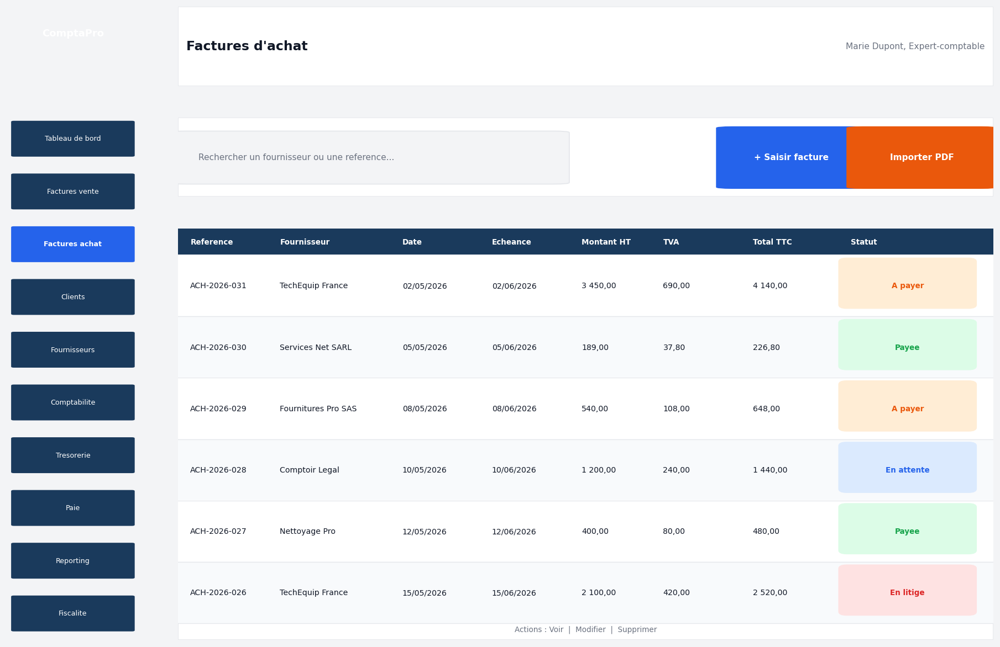 ComptaPro
Tableau de bord
Factures vente
Factures achat
Clients
Fournisseurs
Comptabilite
Tresorerie
Paie
Reporting
Fiscalite
Factures d'achat
Marie Dupont, Expert-comptable
Rechercher un fournisseur ou une reference...
+ Saisir facture
Importer PDF
Reference Fournisseur Date Echeance Montant HT TVA Total TTC Statut
ACH-2026-031 TechEquip France 02/05/2026 02/06/2026 3 450,00 690,00 4 140,00 A payer
ACH-2026-030 Services Net SARL 05/05/2026 05/06/2026 189,00 37,80 226,80 Payee
ACH-2026-029 Fournitures Pro SAS 08/05/2026 08/06/2026 540,00 108,00 648,00 A payer
ACH-2026-028 Comptoir Legal 10/05/2026 10/06/2026 1 200,00 240,00 1 440,00 En attente
ACH-2026-027 Nettoyage Pro 12/05/2026 12/06/2026 400,00 80,00 480,00 Payee
ACH-2026-026 TechEquip France 15/05/2026 15/06/2026 2 100,00 420,00 2 520,00 En litige
Actions : Voir | Modifier | Supprimer